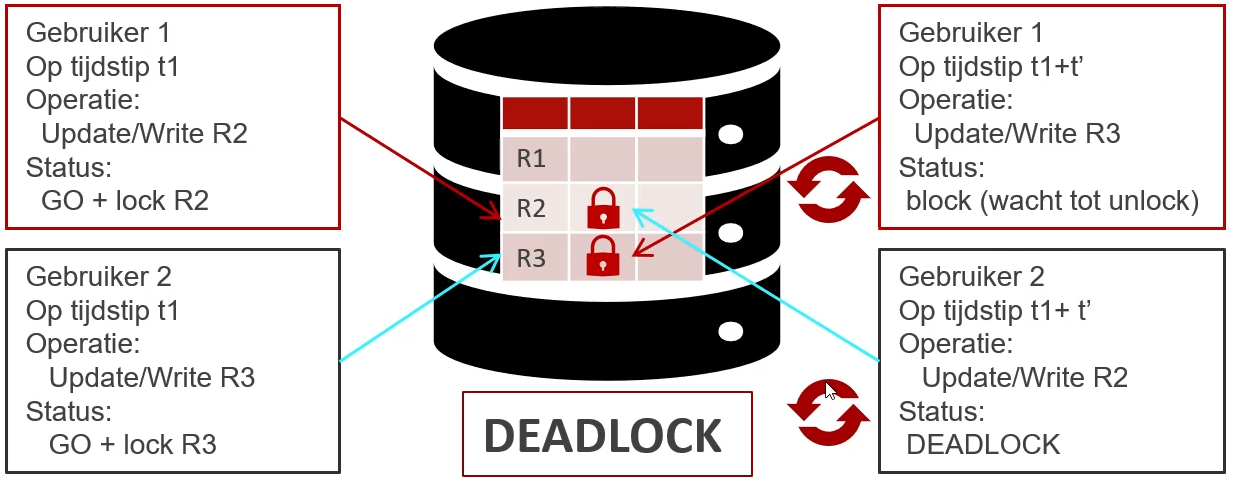 Gebruiker 1
Op tijdstip t1
Operatie:
Update/Write R2
Status:
GO + lock R2
Gebruiker 2
Op tijdstip t1
Operatie:
Update/Write R3
Status:
GO + lock R3
R1
R2
R3
DEADLOCK
Gebruiker 1
Op tijdstip t1+t’
Operatie:
Update/Write R3
Status:
block (wacht tot unlock)
Gebruiker 2
Op tijdstip t1+ t’
Operatie:
Update/Write R2
Status:
DEADLOCK